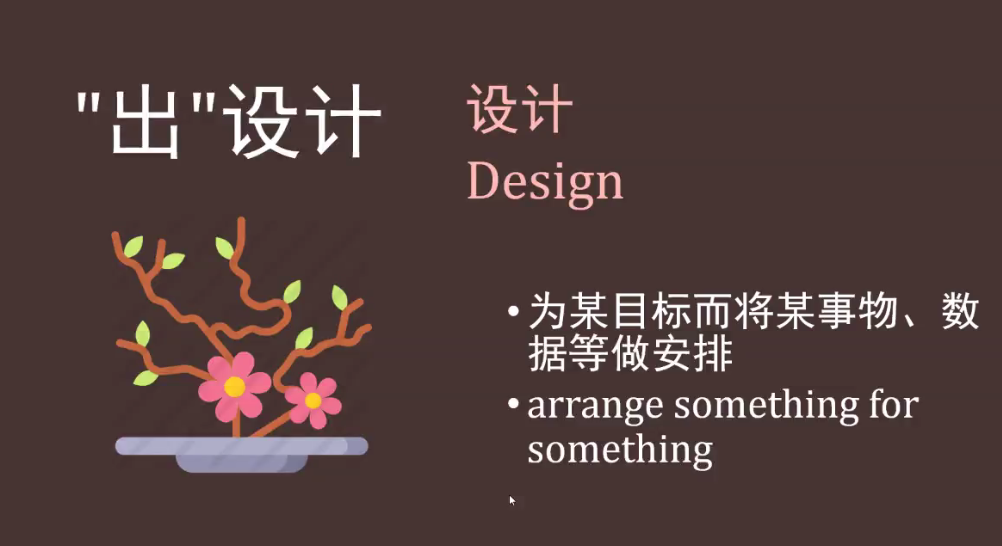 "出"设计
设计
Design
• 为某目标而将某事物、数
据等做安排
• arrange something for
something